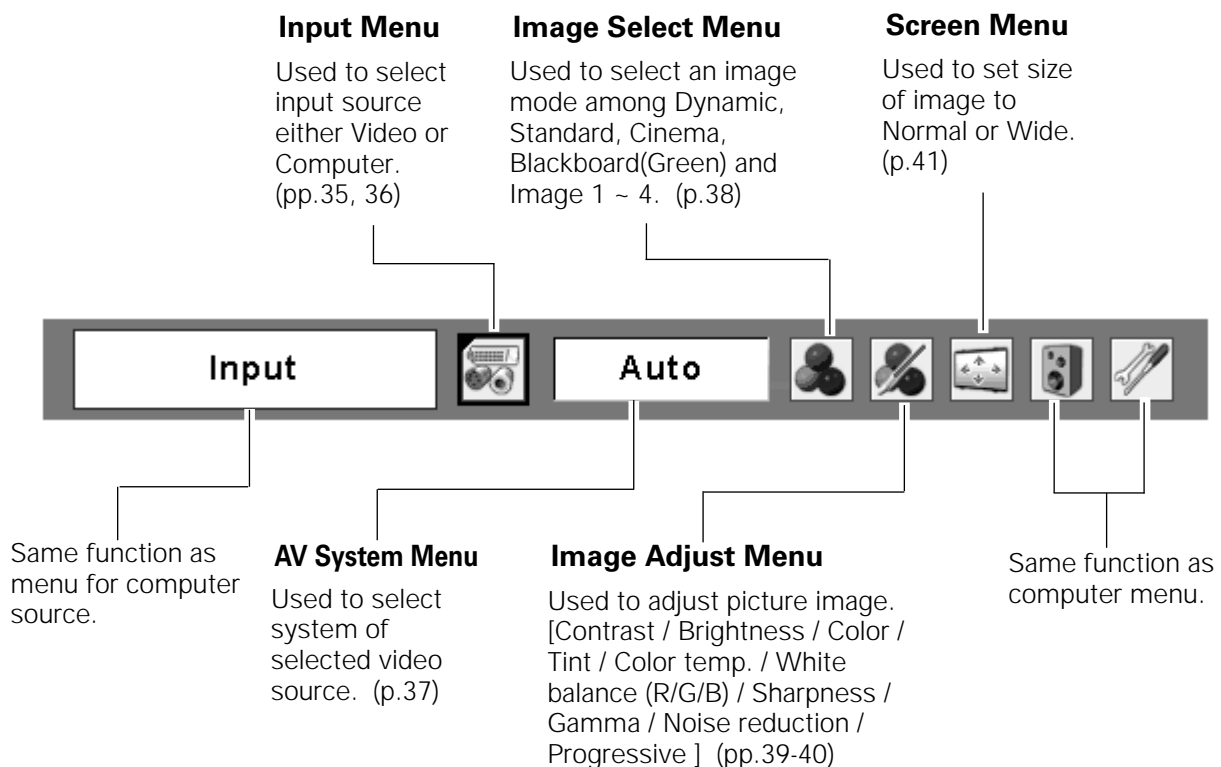 Input Menu
Used to select
input source
either Video or
Computer.
(pp.35, 36)
Image Select Menu
Used to select an image
mode among Dynamic,
Standard, Cinema,
Blackboard(Green) and
Image 1 ~ 4.  (p.38)
Screen Menu
Used to set size
of image to
Normal or Wide.
(p.41)
Input
Auto
Same function as
menu for computer
source.
AV System Menu
Used to select
system of
selected video
source.  (p.37)
Image Adjust Menu
Used to adjust picture image.
[Contrast / Brightness / Color /
Tint / Color temp. / White
balance (R/G/B) / Sharpness /
Gamma / Noise reduction /
Progressive ]  (pp.39-40)
Same function as
computer menu.